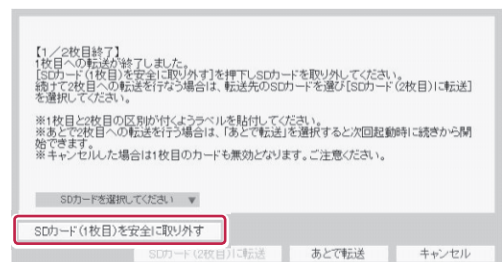 【1／2枚目終了】
1枚目への転送が終了しました。
[SDカード(1枚目)を安全に取り外す]を押下しSDカードを取り外してください。
続けて2枚目への転送を行なう場合は、転送先のSDカードを選び[SDカード(2枚目)に転送]
を選択してください。
※1枚目と2枚目の区別が付くようラベルを貼付してください。
※あとで2枚目への転送を行う場合は、「あとで転送」を選択すると次回起動時に続きから開
始できます。
※キャンセルした場合は1枚目のカードも無効となります。ご注意ください。
SDカードを選択してください ▼
SDカード(1枚目)を安全に取り外す
SDカード(2枚目)に転送 あとで転送 キャンセル